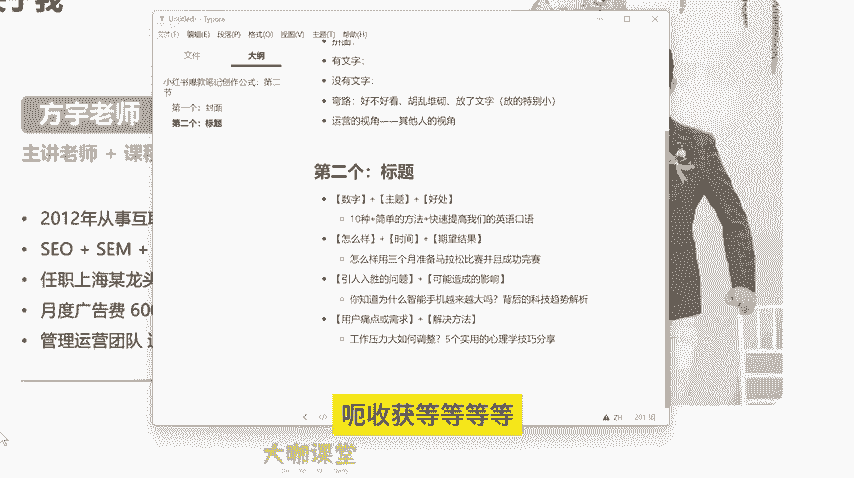 于我
Untitled · Typora
文件(F) 编辑(E) 段落(P) 格式(O) 视图(V) 主题(T) 帮助(H)
文件 大纲
小红书爆款笔记创作公式：第二节
第一个：封面
第二个：标题
拼图：
有文字：
没有文字：
弯路：好不好看、胡乱堆砌、放了文字（放的特别小）
运营的视角——其他人的视角
第二个：标题
【数字】+【主题】+【好处】
10种+简单的方法+快速提高我们的英语口语
【怎么样】+【时间】+【期望结果】
怎么样用三个月准备马拉松比赛并且成功完赛
【引人入胜的问题】+【可能造成的影响】
你知道为什么智能手机越来越大吗？背后的科技趋势解析
【用户痛点或需求】+【解决方法】
工作压力大如何调整？5个实用的心理学技巧分享
ZH 201 词
方宇老师
主讲老师 + 课程
2012年从事互联
SEO + SEM +
任职上海某龙头
月度广告费 600
管理运营团队
呃收获等等等等
大咖课堂